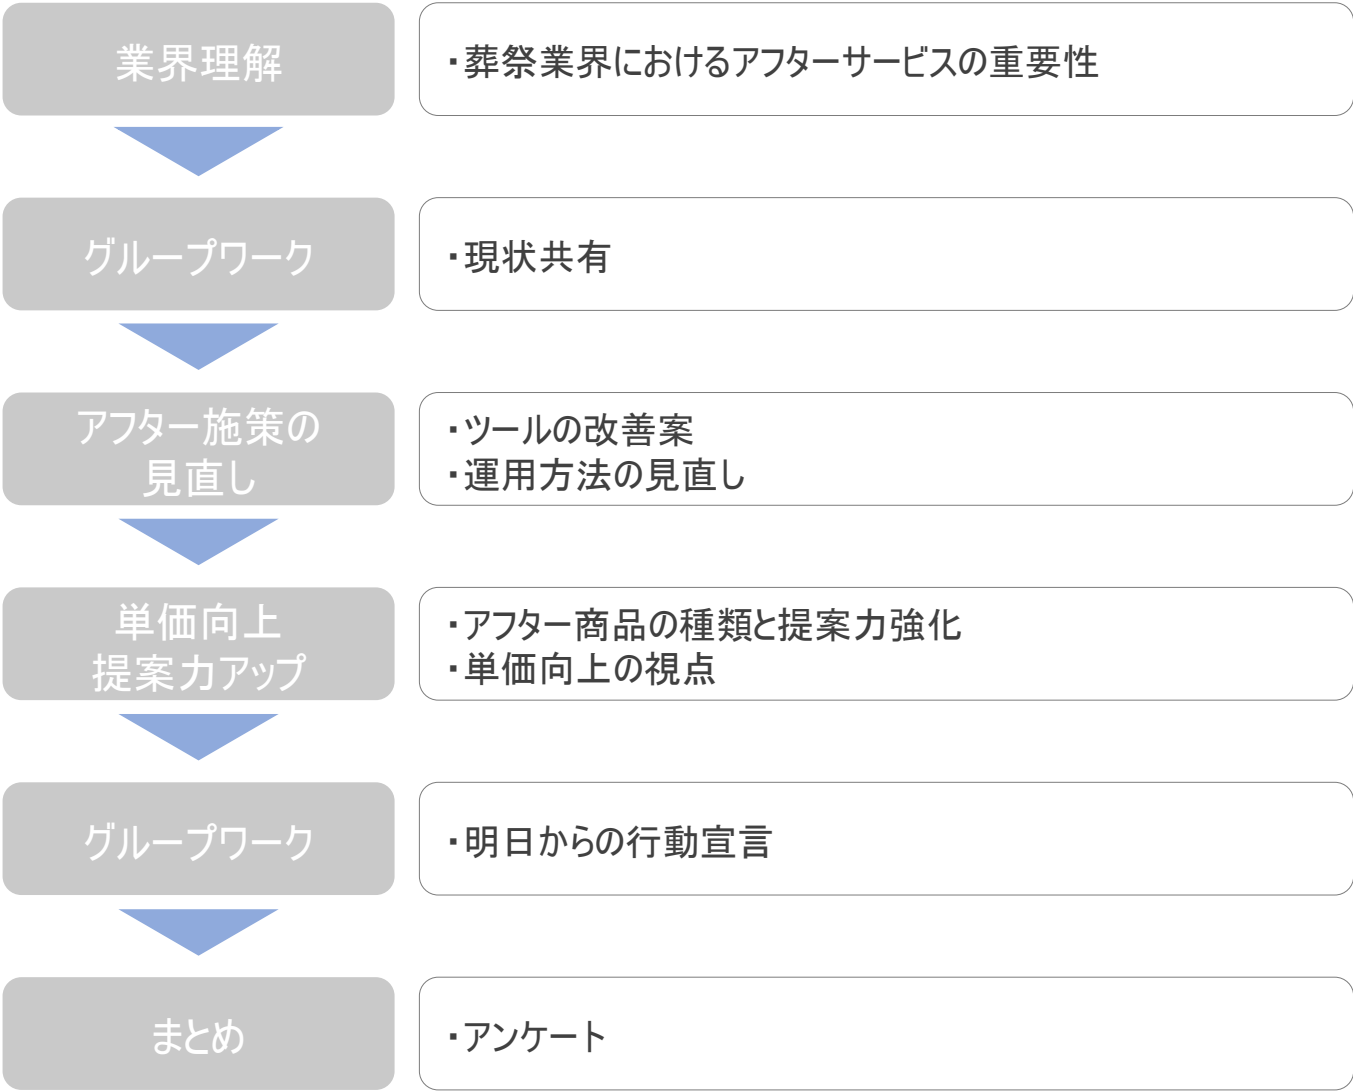 業界理解
・葬祭業界におけるアフターサービスの重要性
グループワーク
・現状共有
アフター施策の
見直し
・ツールの改善案
・運用方法の見直し
単価向上
提案力アップ
・アフター商品の種類と提案力強化
・単価向上の視点
グループワーク
・明日からの行動宣言
まとめ
・アンケート